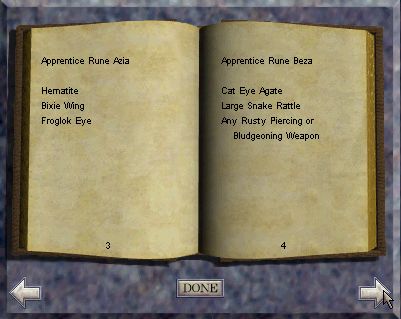 Apprentice Rune Azia
Hematite
Bixie Wing
Froglok Eye
3
Apprentice Rune Beza
Cat Eye Agate
Large Snake Rattle
Any Rusty Piercing or
Bludgeoning Weapon
4
DONE